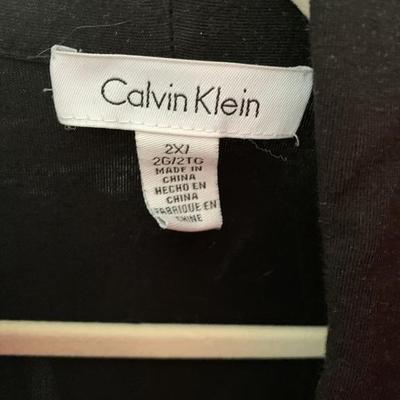 Calvin Klein
2X/
2G/2TG
MADE IN
CHINA
HECHO EN
CHINA
FABRIQUE EN
CHINE